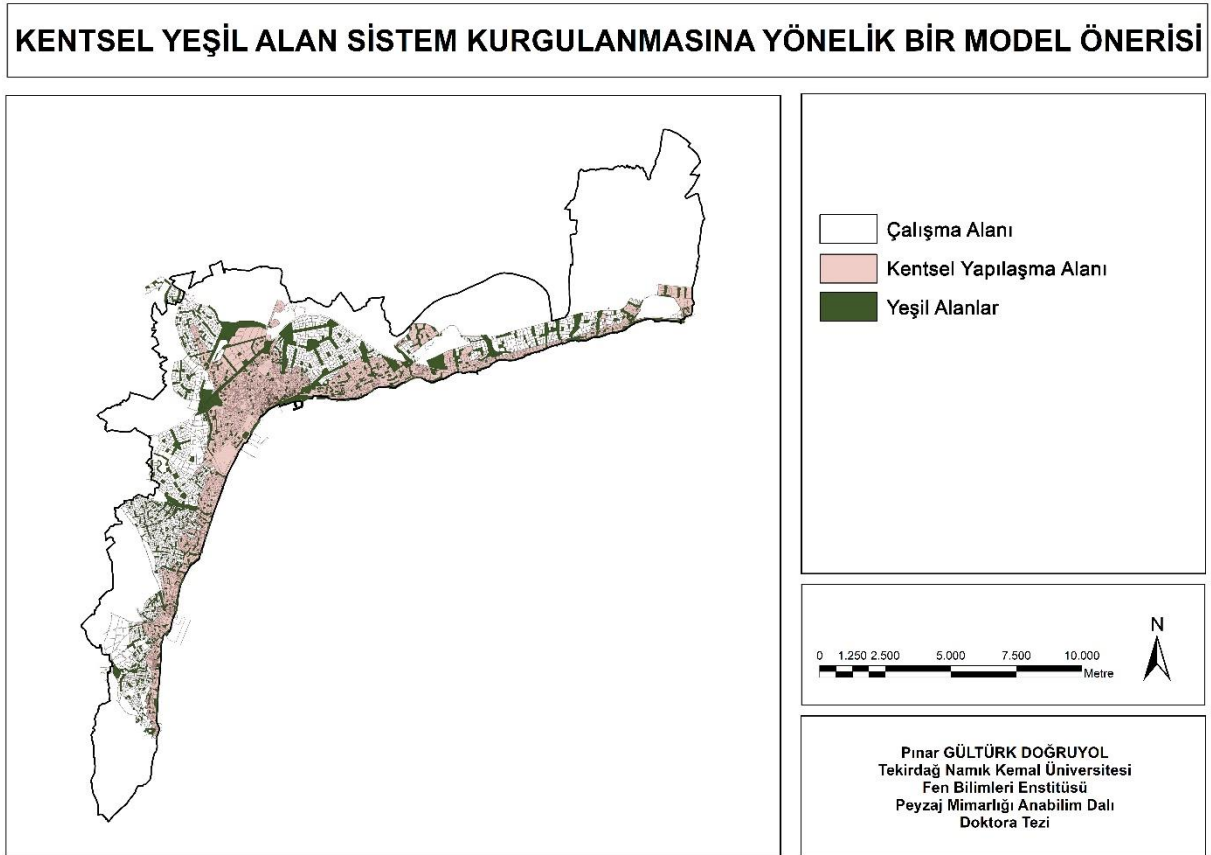 KENTSEL YEŞİL ALAN SİSTEM KURGULANMASINA YÖNELİK BİR MODEL ÖNERİSİ
Çalışma Alanı
Kentsel Yapılaşma Alanı
Yeşil Alanlar
N
0 1.250 2.500 5.000 7.500 10.000
Metre
Pınar GÜLTÜRK DOĞRUYOL
Tekirdağ Namık Kemal Üniversitesi
Fen Bilimleri Enstitüsü
Peyzaj Mimarlığı Anabilim Dalı
Doktora Tezi